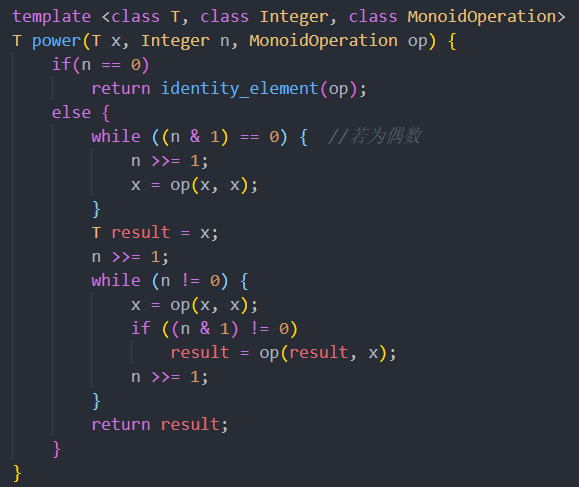 template <class T, class Integer, class MonoidOperation>
T power(T x, Integer n, MonoidOperation op) {
    if(n == 0)
        return identity_element(op);
    else {
        while ((n & 1) == 0) {  //若为偶数
            n >>= 1;
            x = op(x, x);
        }
        T result = x;
        n >>= 1;
        while (n != 0) {
            x = op(x, x);
            if ((n & 1) != 0)
                result = op(result, x);
            n >>= 1;
        }
        return result;
    }
}